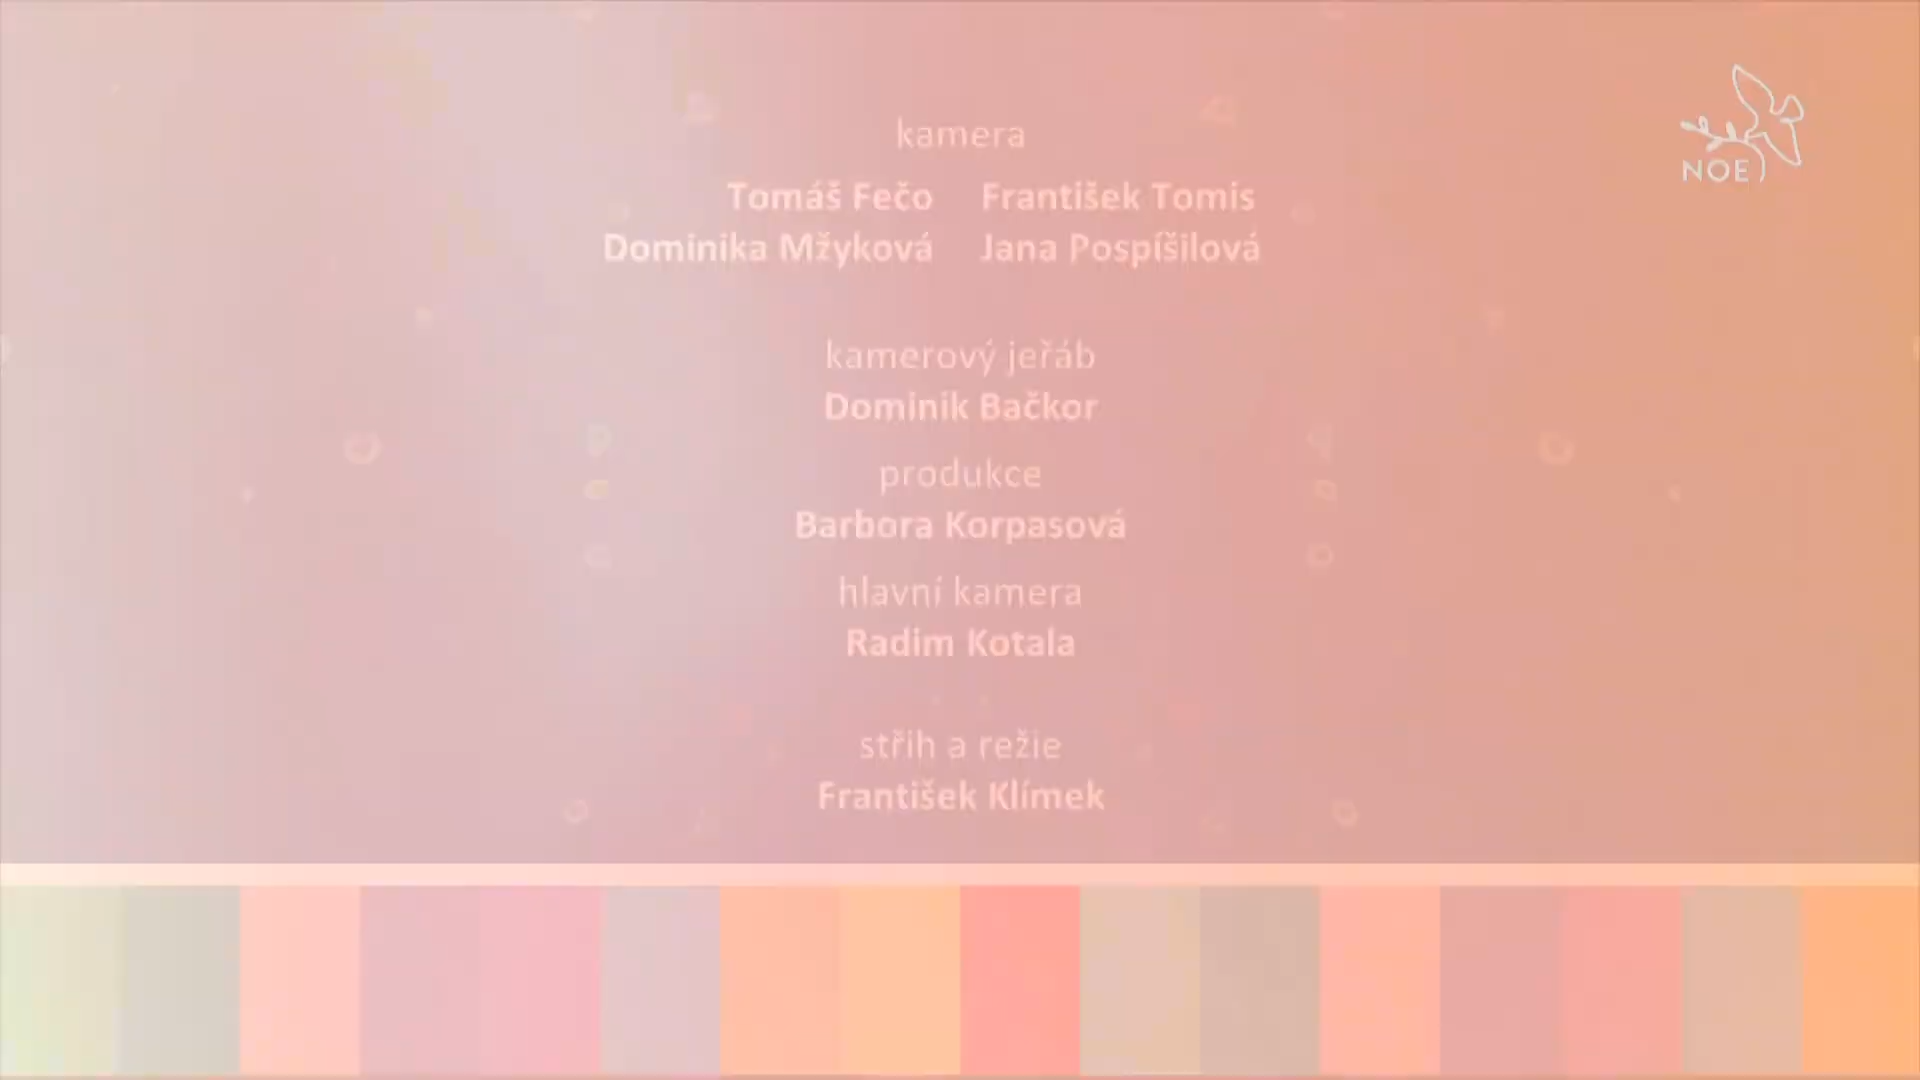 NOE
kamera
Tomáš Fečo František Tomis
Dominika Mžyková Jana Pospíšilová
kamerový jeřáb
Dominik Bačkor
produkce
Barbora Korpasová
hlavní kamera
Radim Kotala
střih a režie
František Klímek